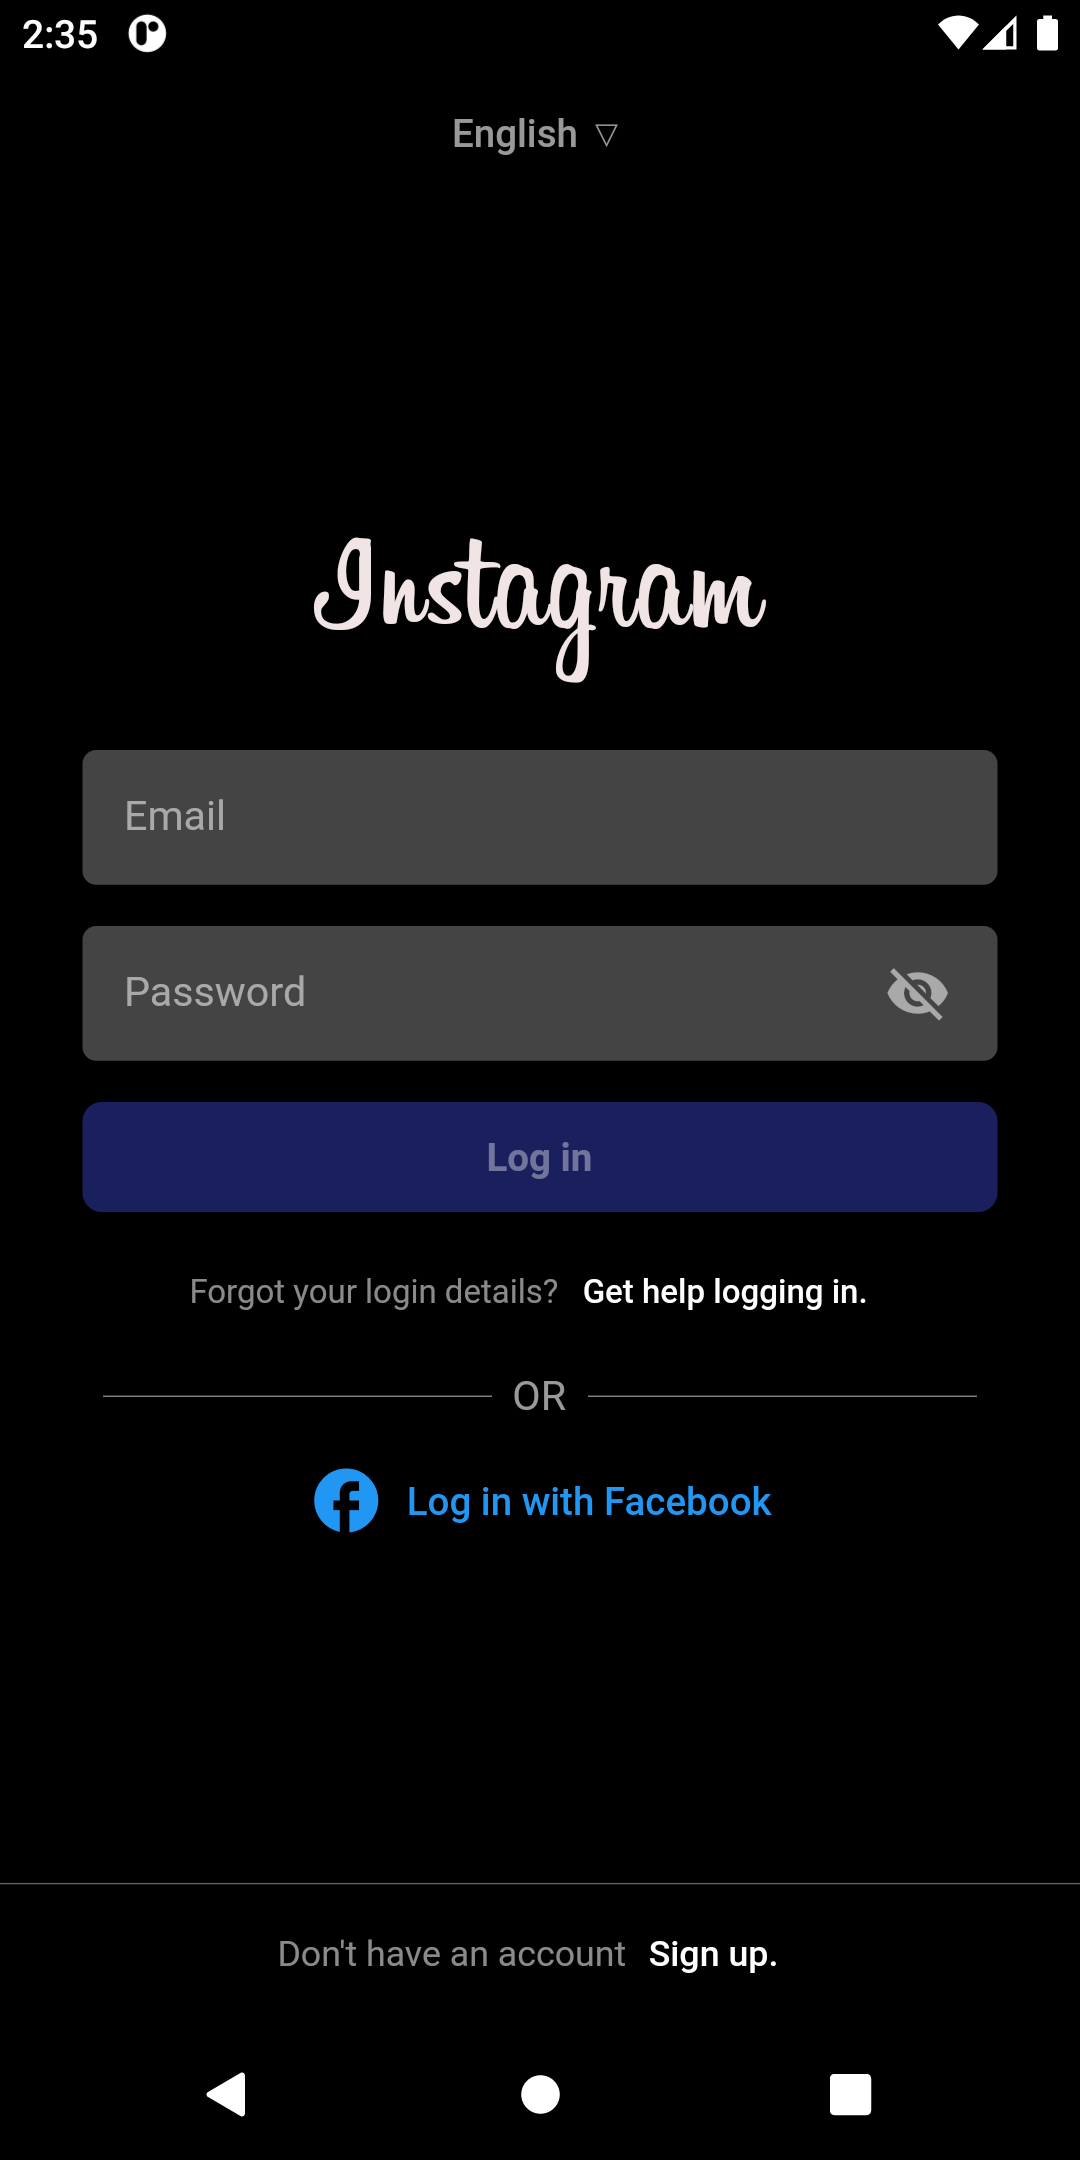 2:35
English
Instagram
Email
Password
Log in
Forgot your login details? Get help logging in.
OR
Log in with Facebook
Don't have an account Sign up.